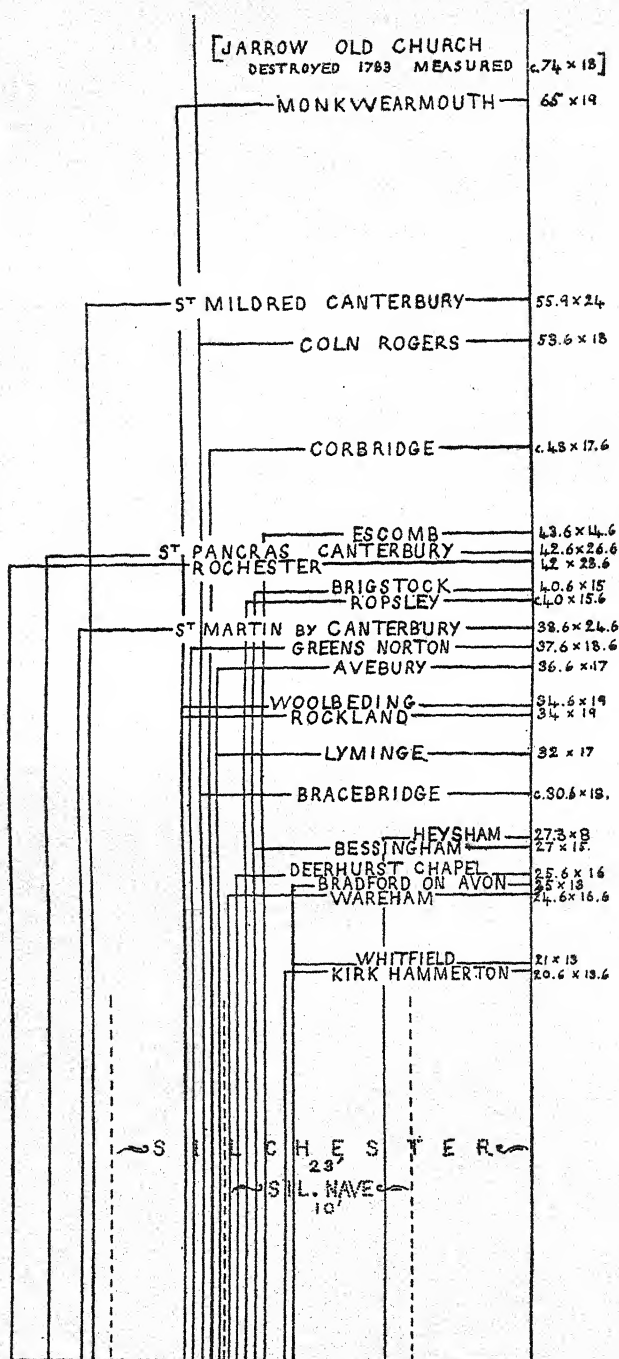 [JARROW OLD CHURCH
DESTROYED 1783 MEASURED c.74 × 18]
MONKWEARMOUTH 65 × 19
ST MILDRED CANTERBURY 55.9 × 24
COLN ROGERS 53.6 × 18
CORBRIDGE c.48 × 17.6
ESCOMB 43.6 × 14.6
ST PANCRAS CANTERBURY 42.6 × 26.6
ROCHESTER 42 × 28.6
BRIGSTOCK 40.6 × 15
ROPSLEY c.40 × 15.6
ST MARTIN BY CANTERBURY 38.6 × 24.6
GREENS NORTON 37.6 × 18.6
AVEBURY 36.6 × 17
WOOLBEDING 34.6 × 19
ROCKLAND 34 × 19
LYMINGE 32 × 17
BRACEBRIDGE c.30.6 × 18.
HEYSHAM 27.3 × 8
BESSINGHAM 27 × 15.
DEERHURST CHAPEL 25.6 × 16
BRADFORD ON AVON 25 × 13
WAREHAM 24.6 × 16.6
WHITFIELD 21 × 13
KIRK HAMMERTON 20.6 × 13.6
SILCHESTER
23'
SIL. NAVE
10'